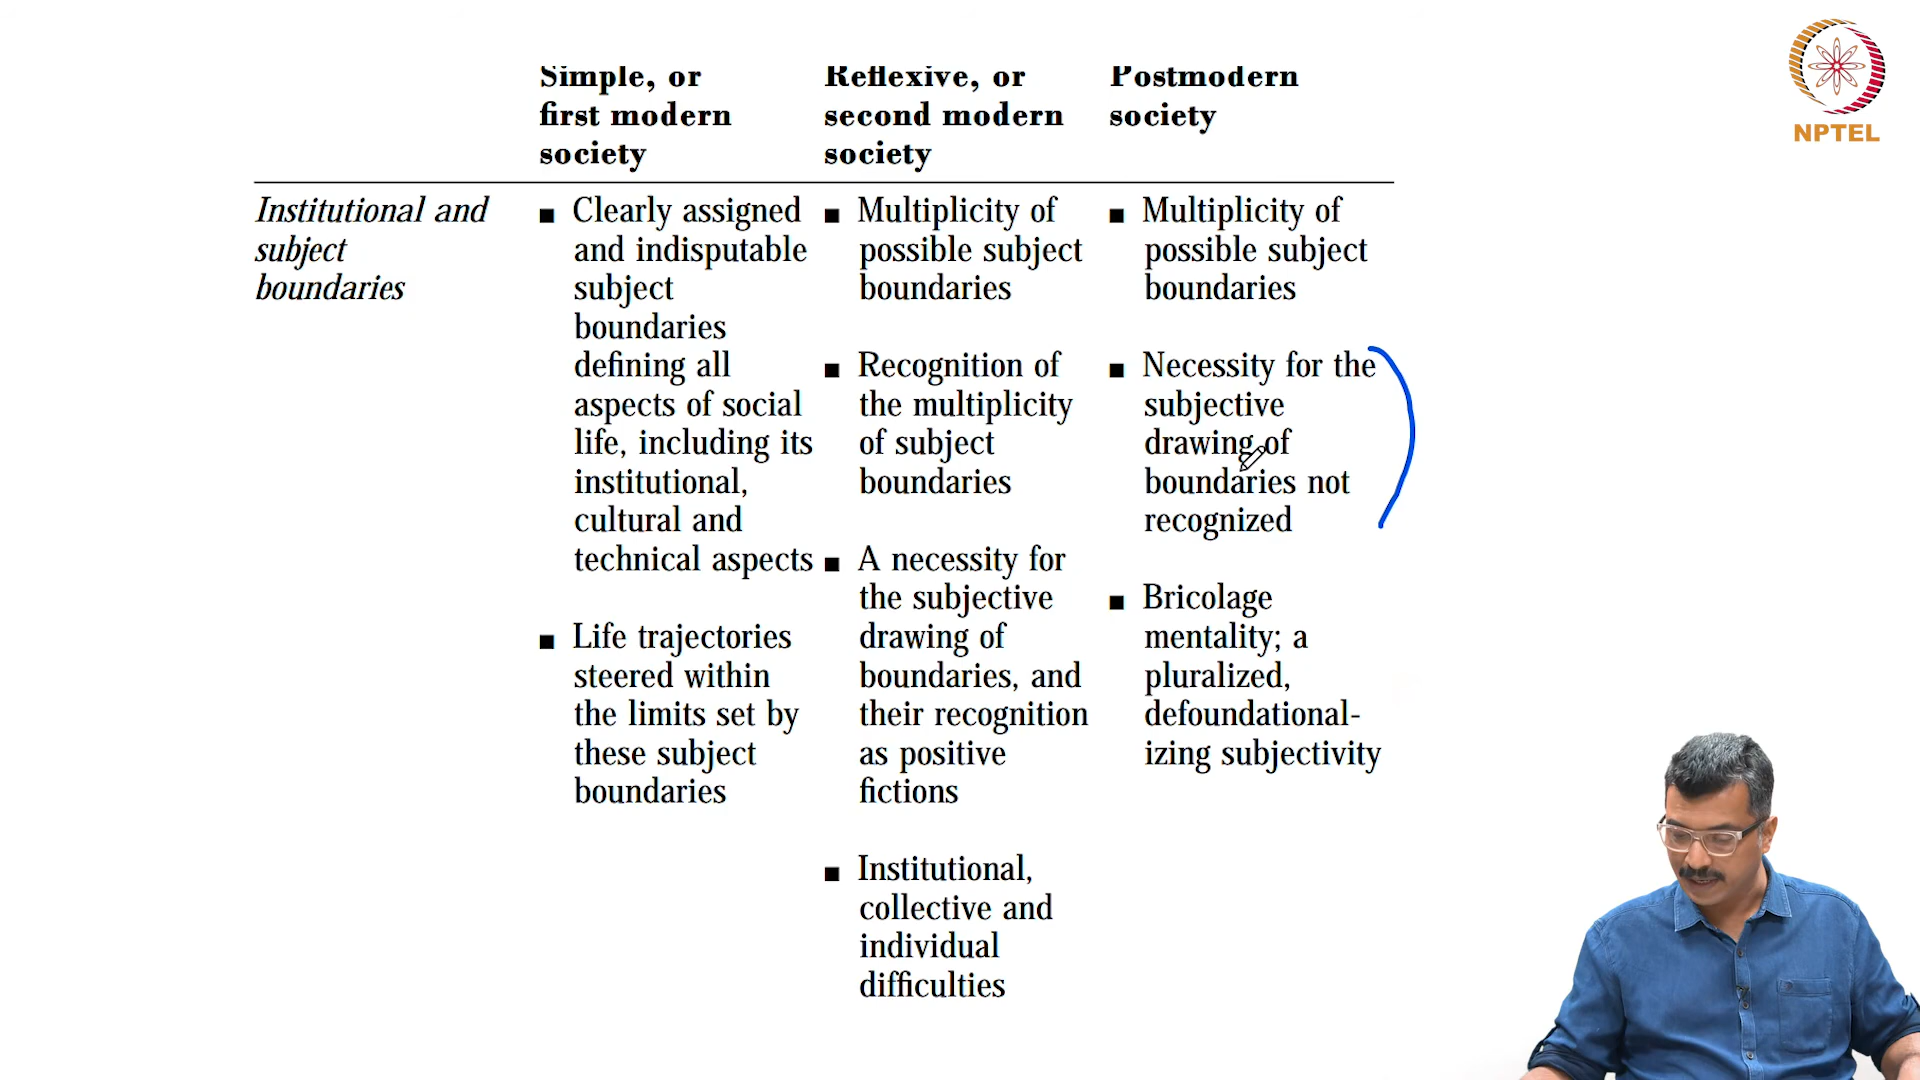 Simple, or
first modern
society
Reflexive, or
second modern
society
Postmodern
society
NPTEL
Institutional and
subject
boundaries
■ Clearly assigned
and indisputable
subject
boundaries
defining all
aspects of social
life, including its
institutional,
cultural and
technical aspects
■ Life trajectories
steered within
the limits set by
these subject
boundaries
■ Multiplicity of
possible subject
boundaries
■ Recognition of
the multiplicity
of subject
boundaries
■ A necessity for
the subjective
drawing of
boundaries, and
their recognition
as positive
fictions
■ Institutional,
collective and
individual
difficulties
■ Multiplicity of
possible subject
boundaries
■ Necessity for the
subjective
drawing of
boundaries not
recognized
■ Bricolage
mentality; a
pluralized,
defoundational-
izing subjectivity